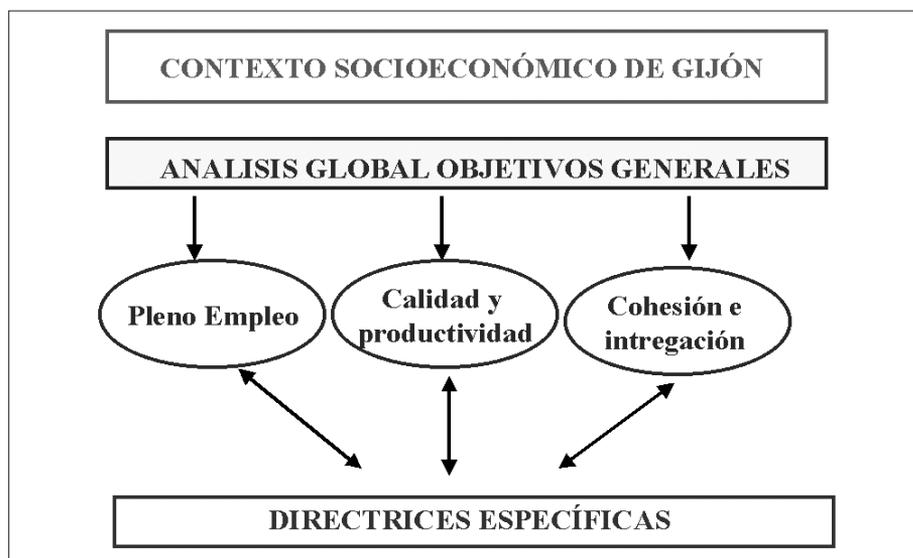 CONTEXTO SOCIOECONÓMICO DE GIJÓN
ANALISIS GLOBAL OBJETIVOS GENERALES
Pleno Empleo
Calidad y
productividad
Cohesión e
intregación
DIRECTRICES ESPECÍFICAS